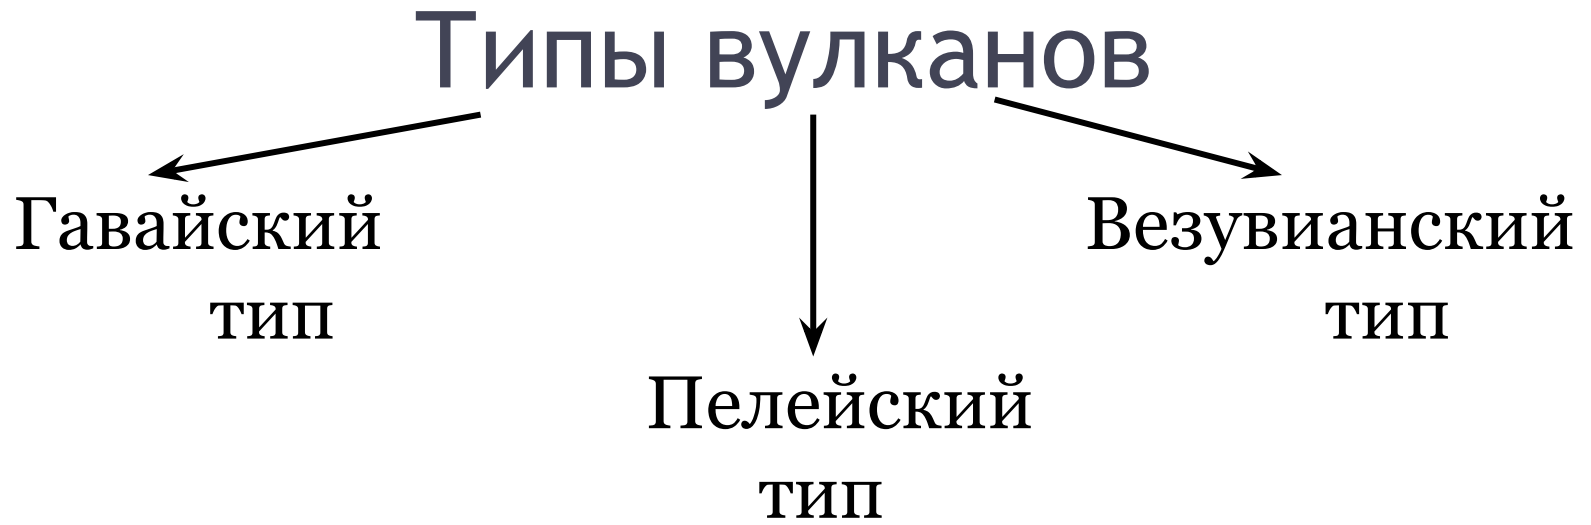 Типы вулканов
Гавайский
тип
Везувианский
тип
Пелейский
тип